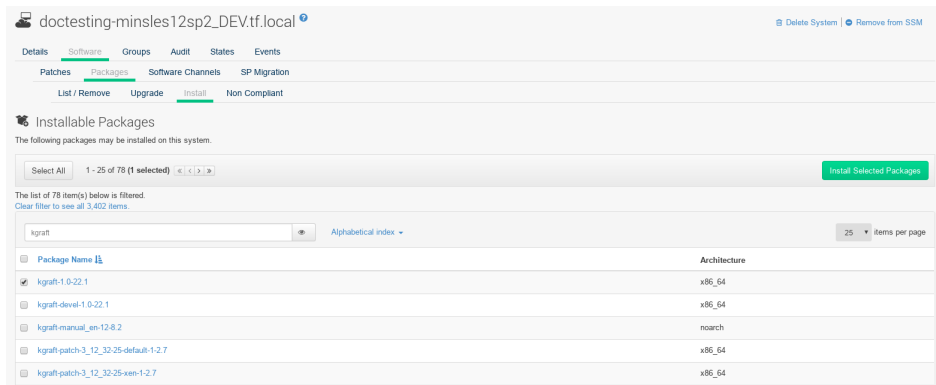 doctesting-minsles12sp2_DEV.tf.local ?
Delete System | Remove from SSM
Details Software Groups Audit States Events
Patches Packages Software Channels SP Migration
List / Remove Upgrade Install Non Compliant
Installable Packages
The following packages may be installed on this system.
Select All 1 - 25 of 78 (1 selected) « < > » Install Selected Packages
The list of 78 item(s) below is filtered.
Clear filter to see all 3,402 items.
kgraft Alphabetical index 25 items per page
Package Name Architecture
kgraft-1.0-22.1 x86_64
kgraft-devel-1.0-22.1 x86_64
kgraft-manual_en-12-8.2 noarch
kgraft-patch-3_12_32-25-default-1-2.7 x86_64
kgraft-patch-3_12_32-25-xen-1-2.7 x86_64